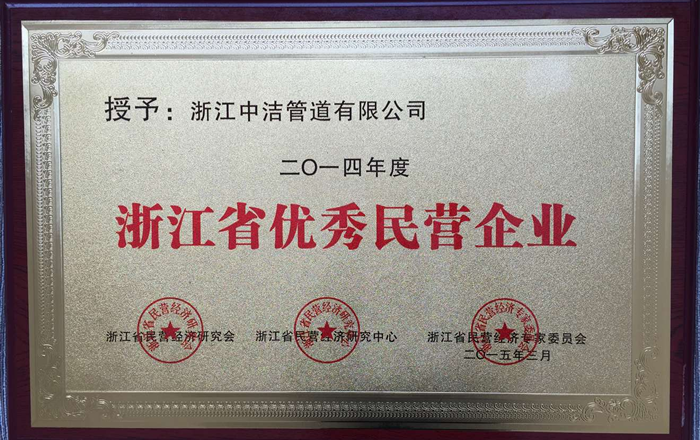 授予：浙江中洁管道有限公司
二〇一四年度
浙江省优秀民营企业
浙江省民营经济研究会
浙江省民营经济研究中心
浙江省民营经济专家委员会
二〇一五年三月